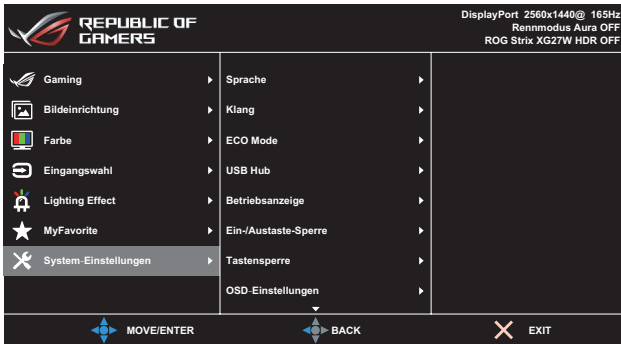 REPUBLIC OF
GAMERS
DisplayPort 2560x1440@ 165Hz
Rennmodus Aura OFF
ROG Strix XG27W HDR OFF
Gaming
Bildeinrichtung
Farbe
Eingangswahl
Lighting Effect
MyFavorite
System-Einstellungen
Sprache
Klang
ECO Mode
USB Hub
Betriebsanzeige
Ein-/Austaste-Sperre
Tastensperre
OSD-Einstellungen
MOVE/ENTER
BACK
EXIT